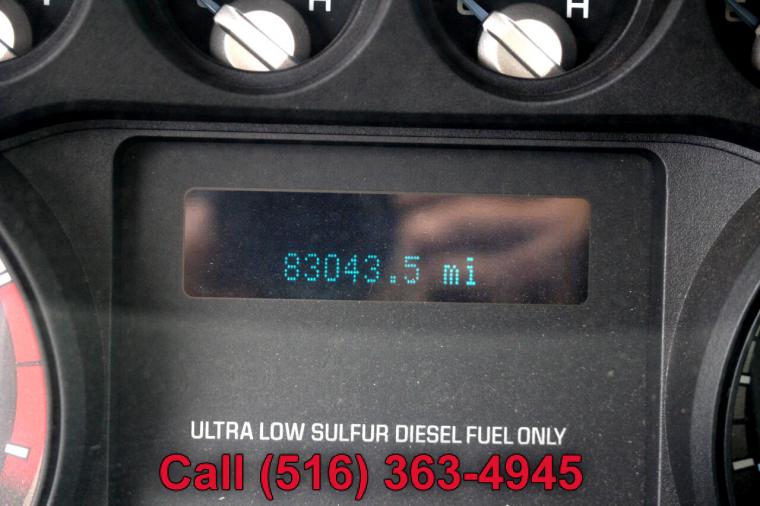 H
C H
C
83043.5 mi
ULTRA LOW SULFUR DIESEL FUEL ONLY
Call (516) 363-4945